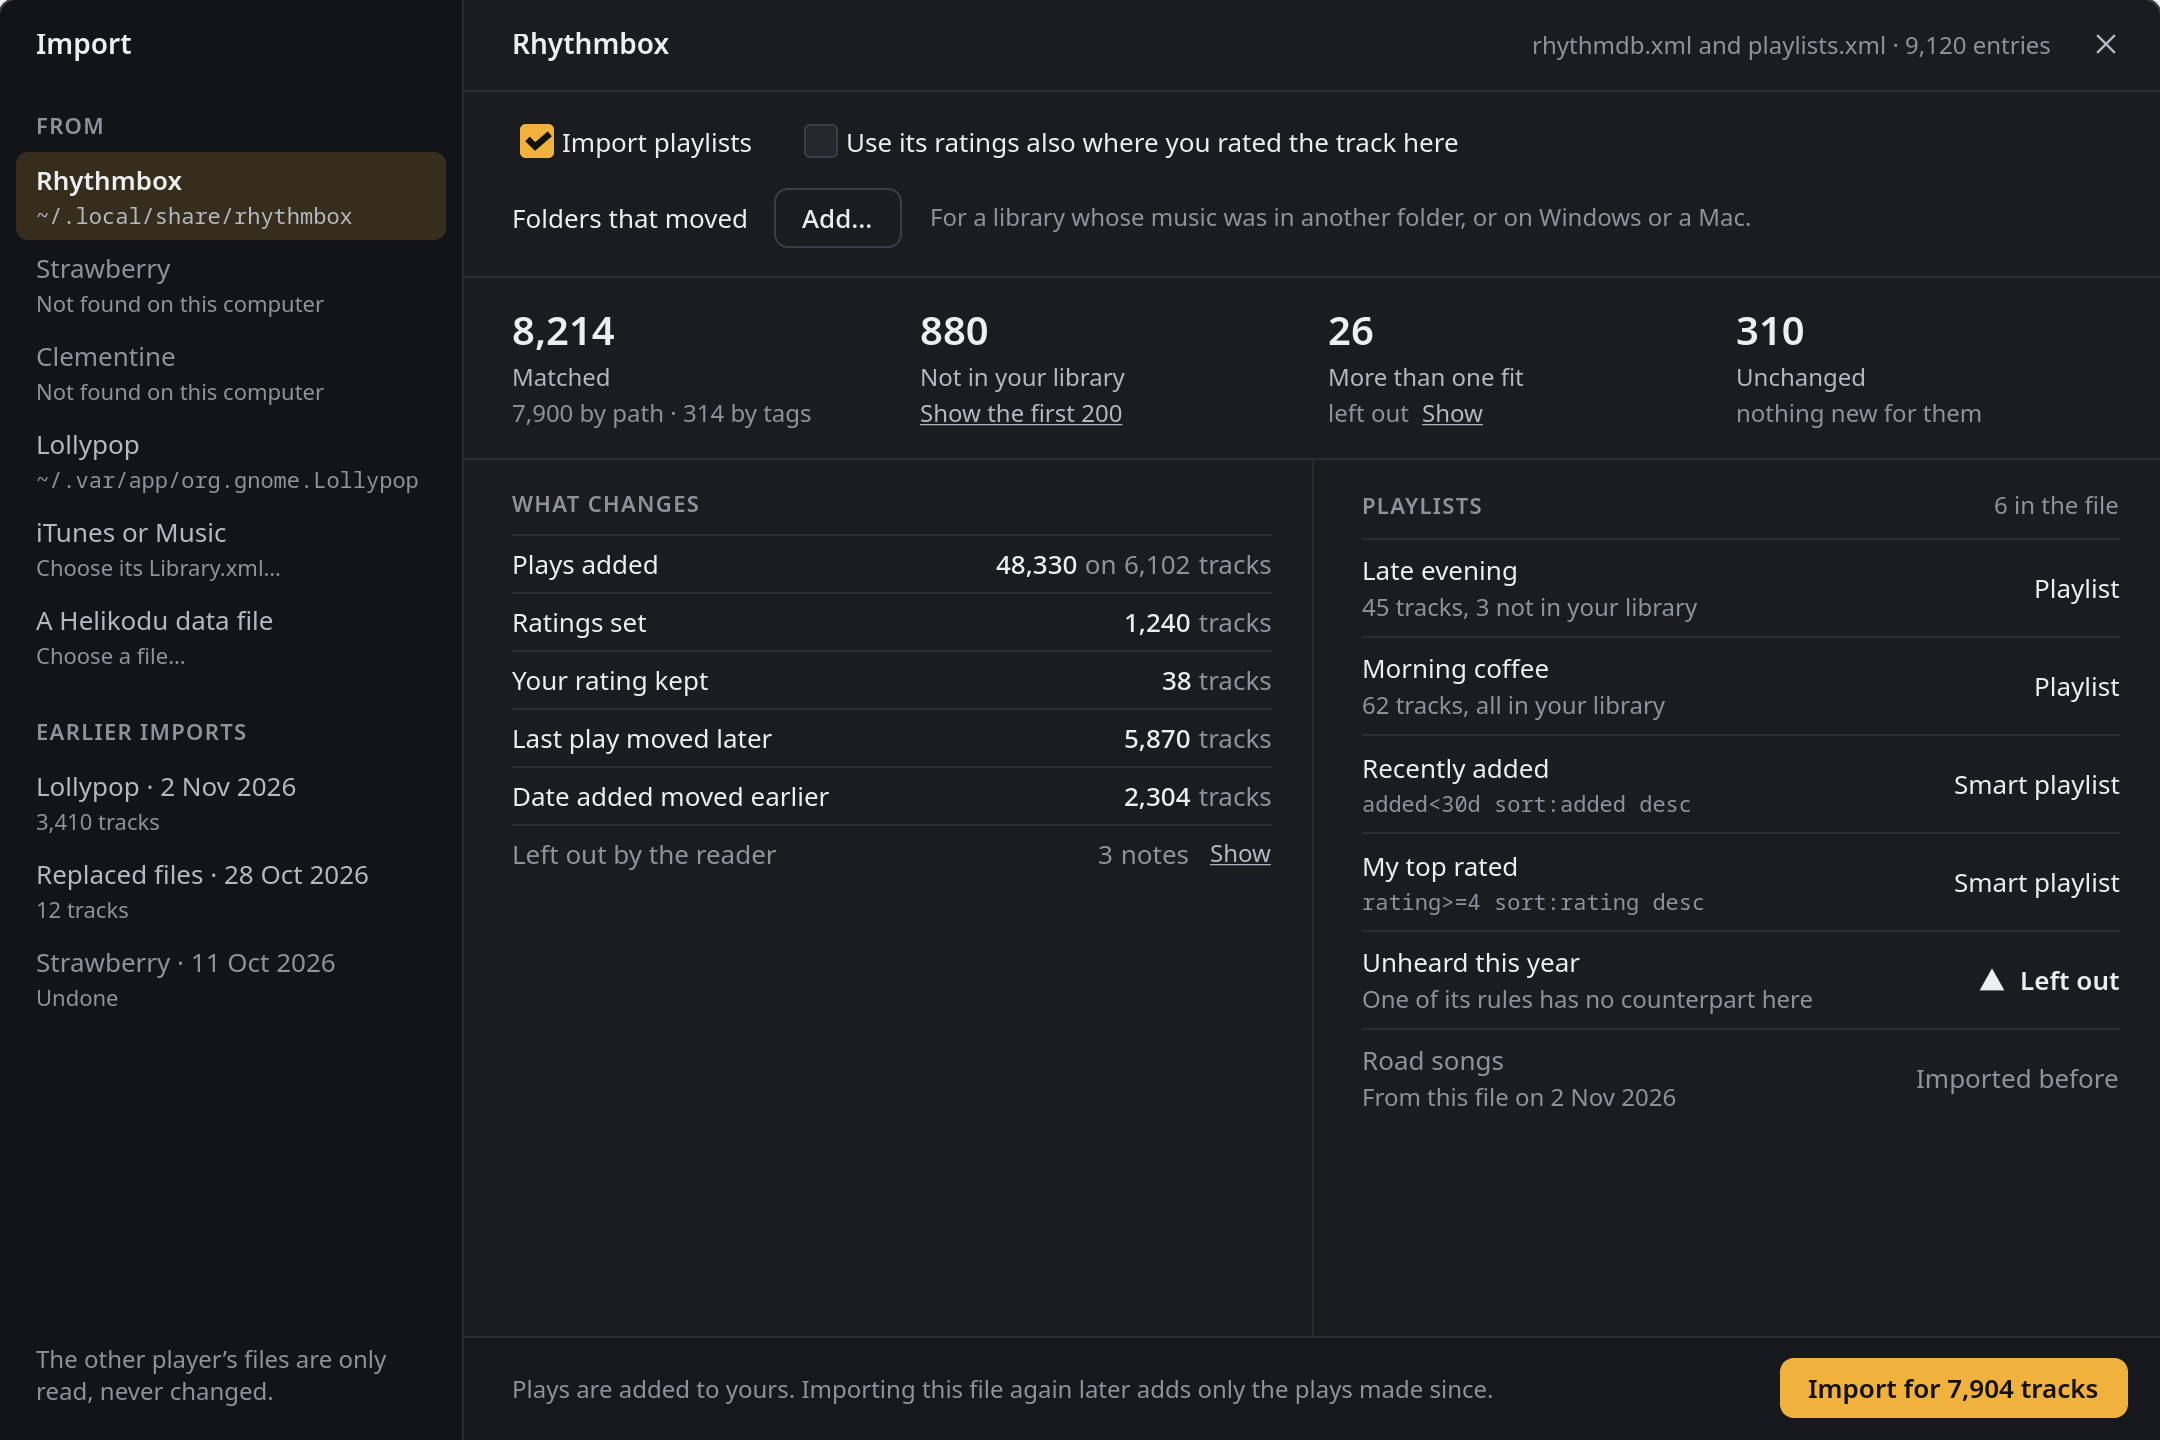 Import
FROM
Rhythmbox
~/.local/share/rhythmbox
Strawberry
Not found on this computer
Clementine
Not found on this computer
Lollypop
~/.var/app/org.gnome.Lollypop
iTunes or Music
Choose its Library.xml…
A Helikodu data file
Choose a file…
EARLIER IMPORTS
Lollypop · 2 Nov 2026
3,410 tracks
Replaced files · 28 Oct 2026
12 tracks
Strawberry · 11 Oct 2026
Undone
The other player’s files are only
read, never changed.
Rhythmbox
rhythmdb.xml and playlists.xml · 9,120 entries
Import playlists
Use its ratings also where you rated the track here
Folders that moved
Add…
For a library whose music was in another folder, or on Windows or a Mac.
8,214
Matched
7,900 by path · 314 by tags
880
Not in your library
Show the first 200
26
More than one fit
left out Show
310
Unchanged
nothing new for them
WHAT CHANGES
Plays added 48,330 on 6,102 tracks
Ratings set 1,240 tracks
Your rating kept 38 tracks
Last play moved later 5,870 tracks
Date added moved earlier 2,304 tracks
Left out by the reader 3 notes Show
PLAYLISTS 6 in the file
Late evening
45 tracks, 3 not in your library
Playlist
Morning coffee
62 tracks, all in your library
Playlist
Recently added
added<30d sort:added desc
Smart playlist
My top rated
rating>=4 sort:rating desc
Smart playlist
Unheard this year
One of its rules has no counterpart here
Left out
Road songs
From this file on 2 Nov 2026
Imported before
Plays are added to yours. Importing this file again later adds only the plays made since.
Import for 7,904 tracks